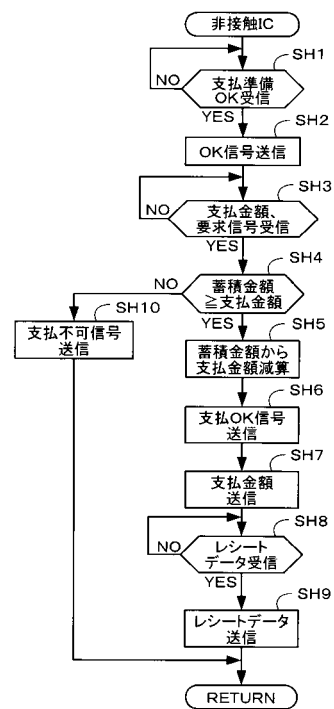 非接触IC
SH1
支払準備
OK受信
NO
YES
SH2
OK信号送信
SH3
支払金額、
要求信号受信
NO
YES
SH4
蓄積金額
≧支払金額
NO
YES
SH10
支払不可信号
送信
SH5
蓄積金額から
支払金額減算
SH6
支払OK信号
送信
SH7
支払金額
送信
SH8
レシート
データ受信
NO
YES
SH9
レシートデータ
送信
RETURN